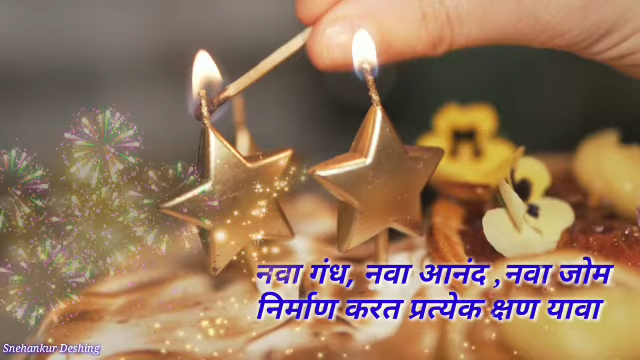 नवा गंध, नवा आनंद ,नवा जोम
निर्माण करत प्रत्येक क्षण यावा
Snehankur Deshing